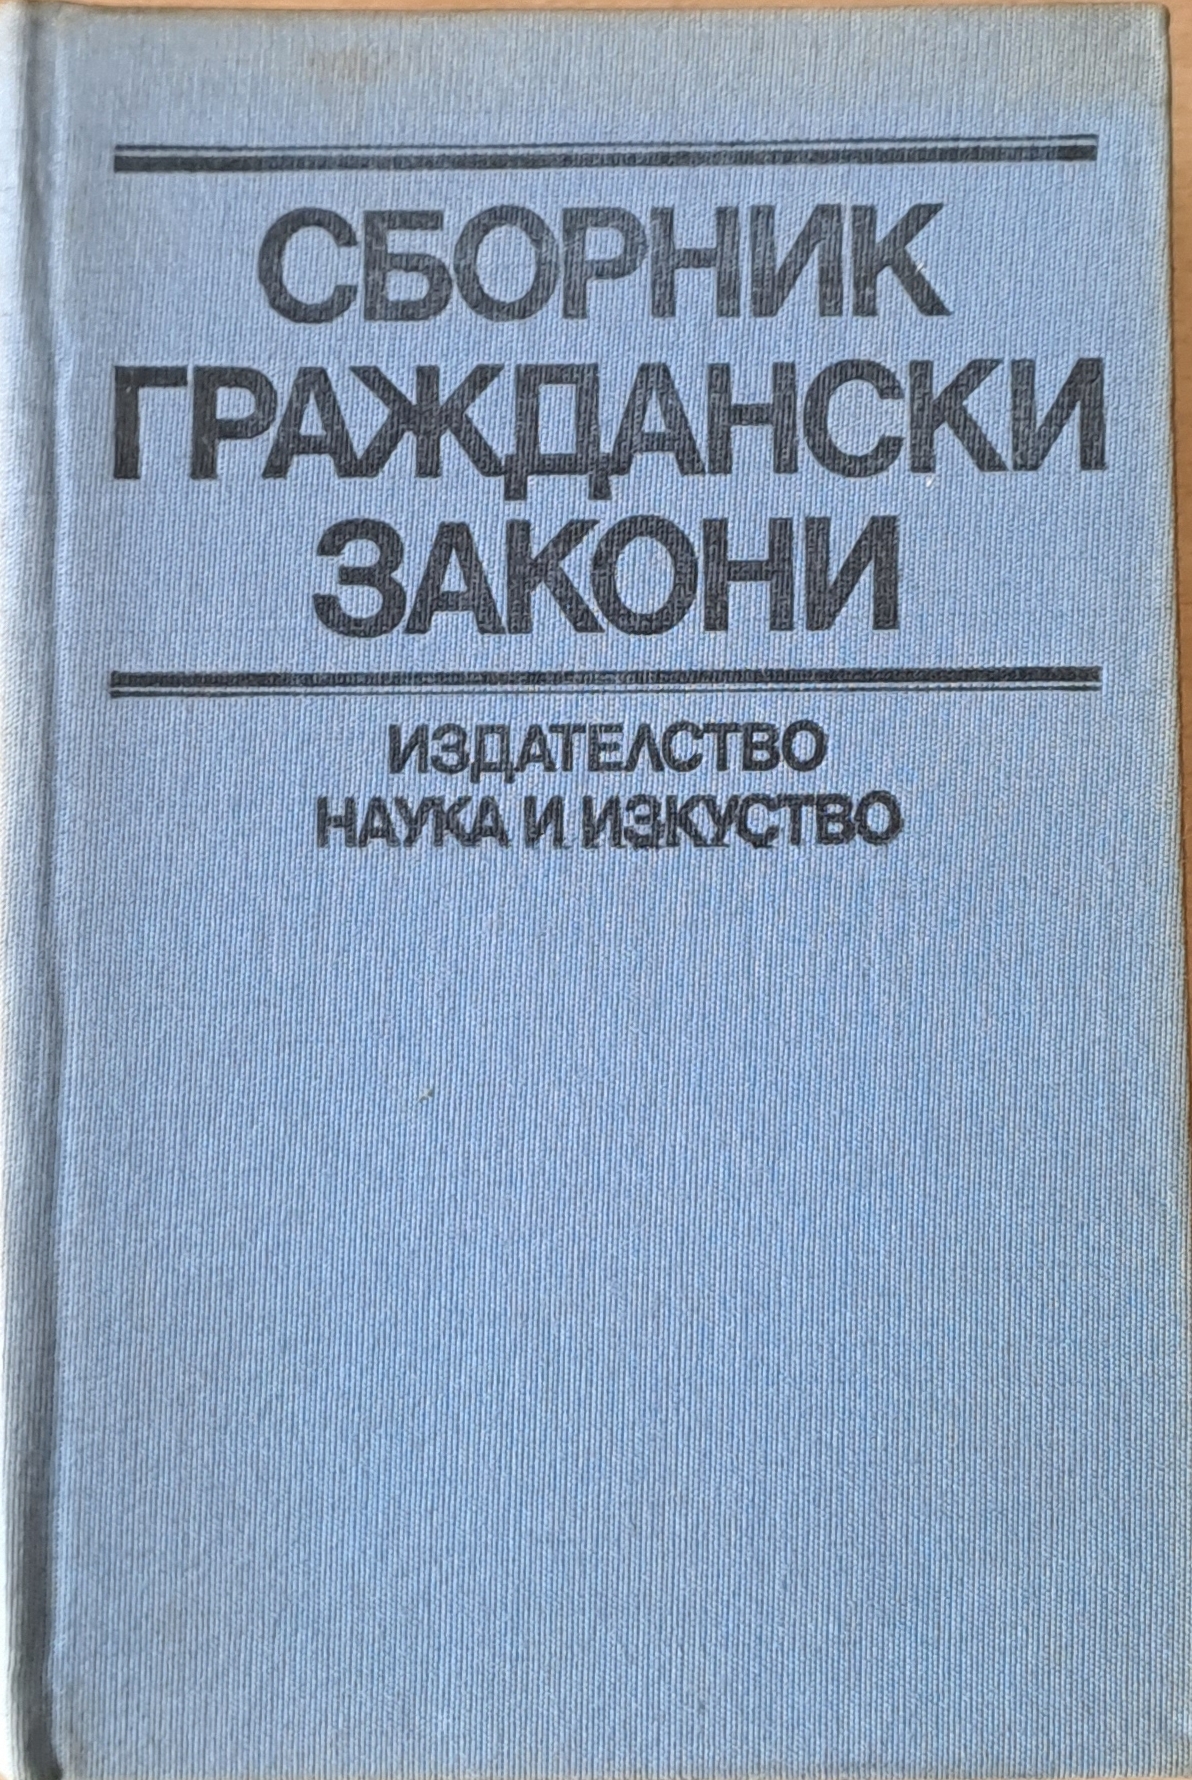 СБОРНИК
ГРАЖДАНСКИ
ЗАКОНИ
ИЗДАТЕЛСТВО
НАУКА И ИЗКУСТВО